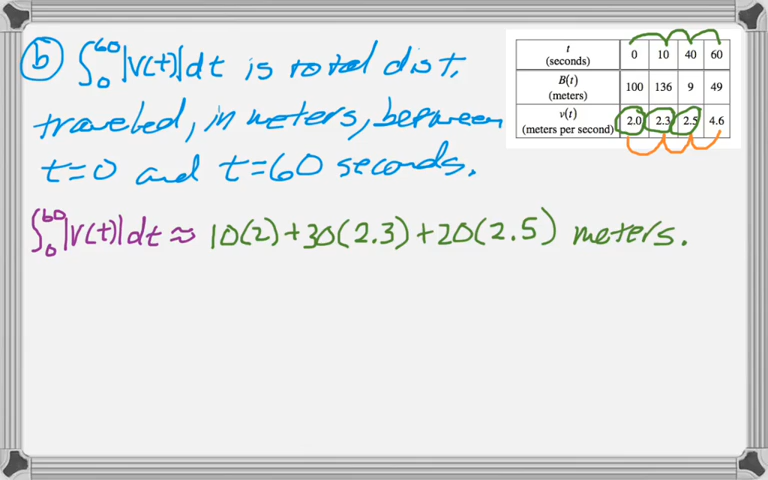 ⓑ ∫₀⁶⁰ |v(t)| dt is total dist.
traveled, in meters, between
t=0 and t=60 seconds.
t (seconds) 0 10 40 60
B(t) (meters) 100 136 9 49
v(t) (meters per second) 2.0 2.3 2.5 4.6
∫₀⁶⁰ |v(t)| dt ≈ 10(2)+30(2.3)+20(2.5) meters.